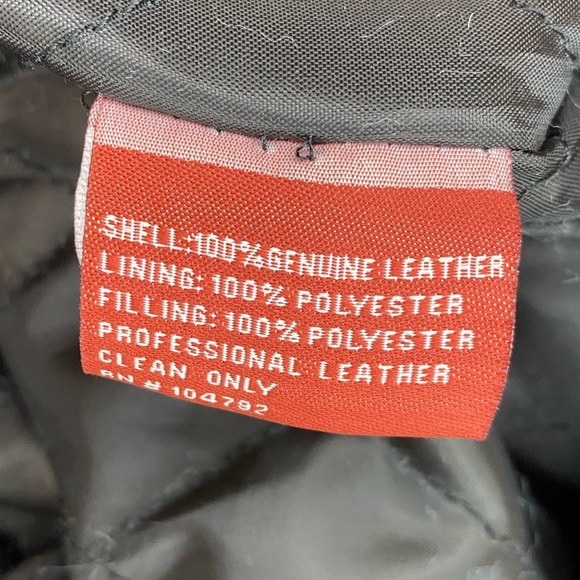 SHELL:100% GENUINE LEATHER
LINING: 100% POLYESTER
FILLING: 100% POLYESTER
PROFESSIONAL LEATHER
CLEAN ONLY
RN # 104792